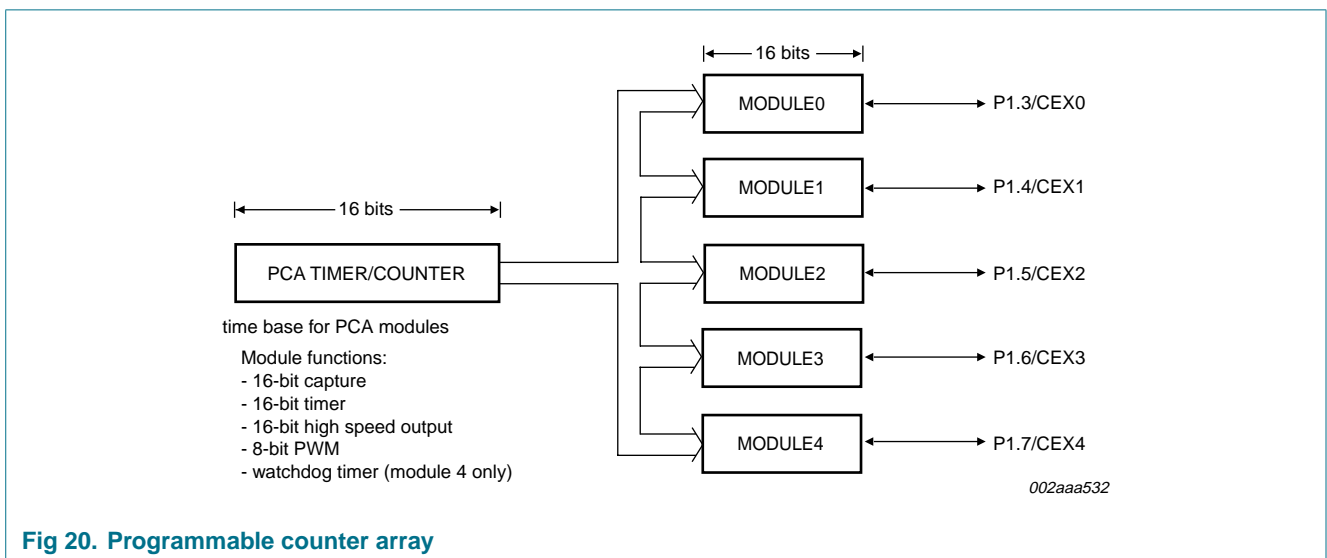 16 bits
MODULE0
P1.3/CEX0
MODULE1
P1.4/CEX1
16 bits
PCA TIMER/COUNTER
MODULE2
P1.5/CEX2
time base for PCA modules
Module functions:
- 16-bit capture
- 16-bit timer
- 16-bit high speed output
- 8-bit PWM
- watchdog timer (module 4 only)
MODULE3
P1.6/CEX3
MODULE4
P1.7/CEX4
002aaa532
Fig 20. Programmable counter array